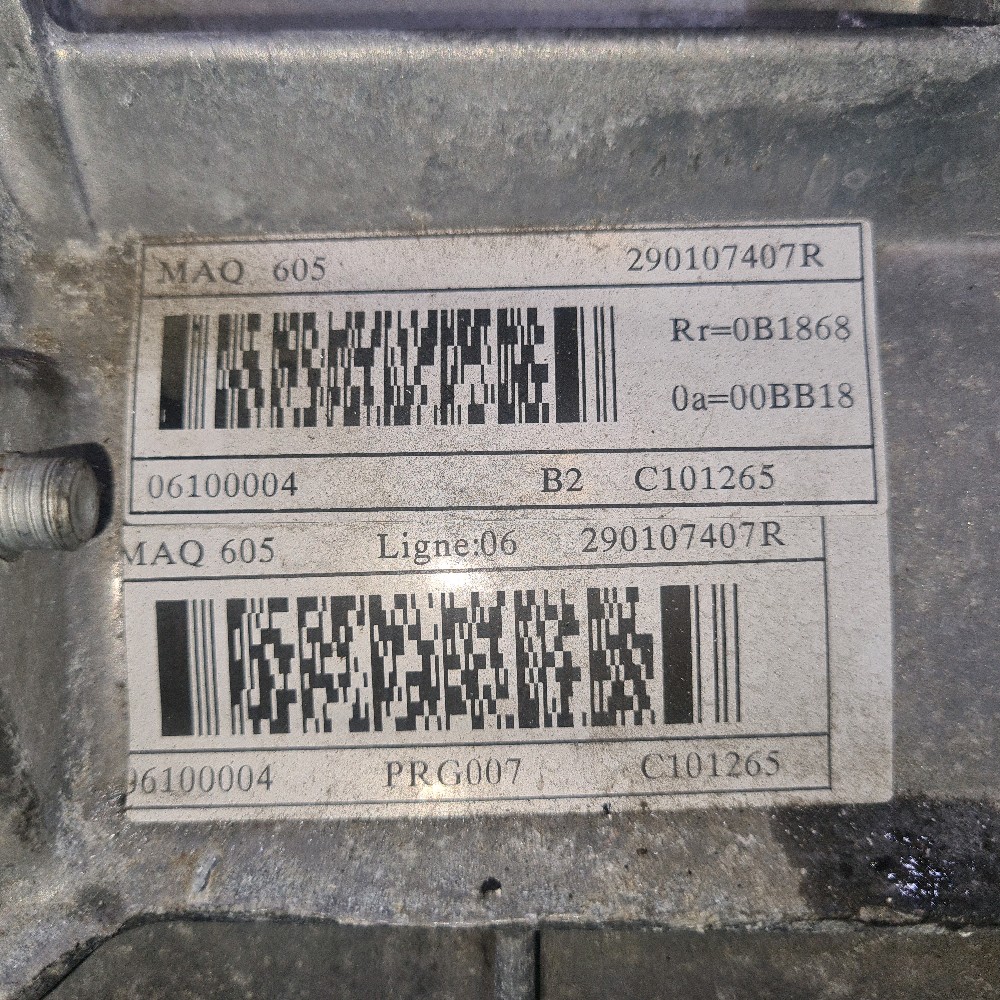 MAQ 605 290107407R
Rr=0B1868
0a=00BB18
06100004 B2 C101265
MAQ 605 Ligne:06 290107407R
06100004 PRG007 C101265